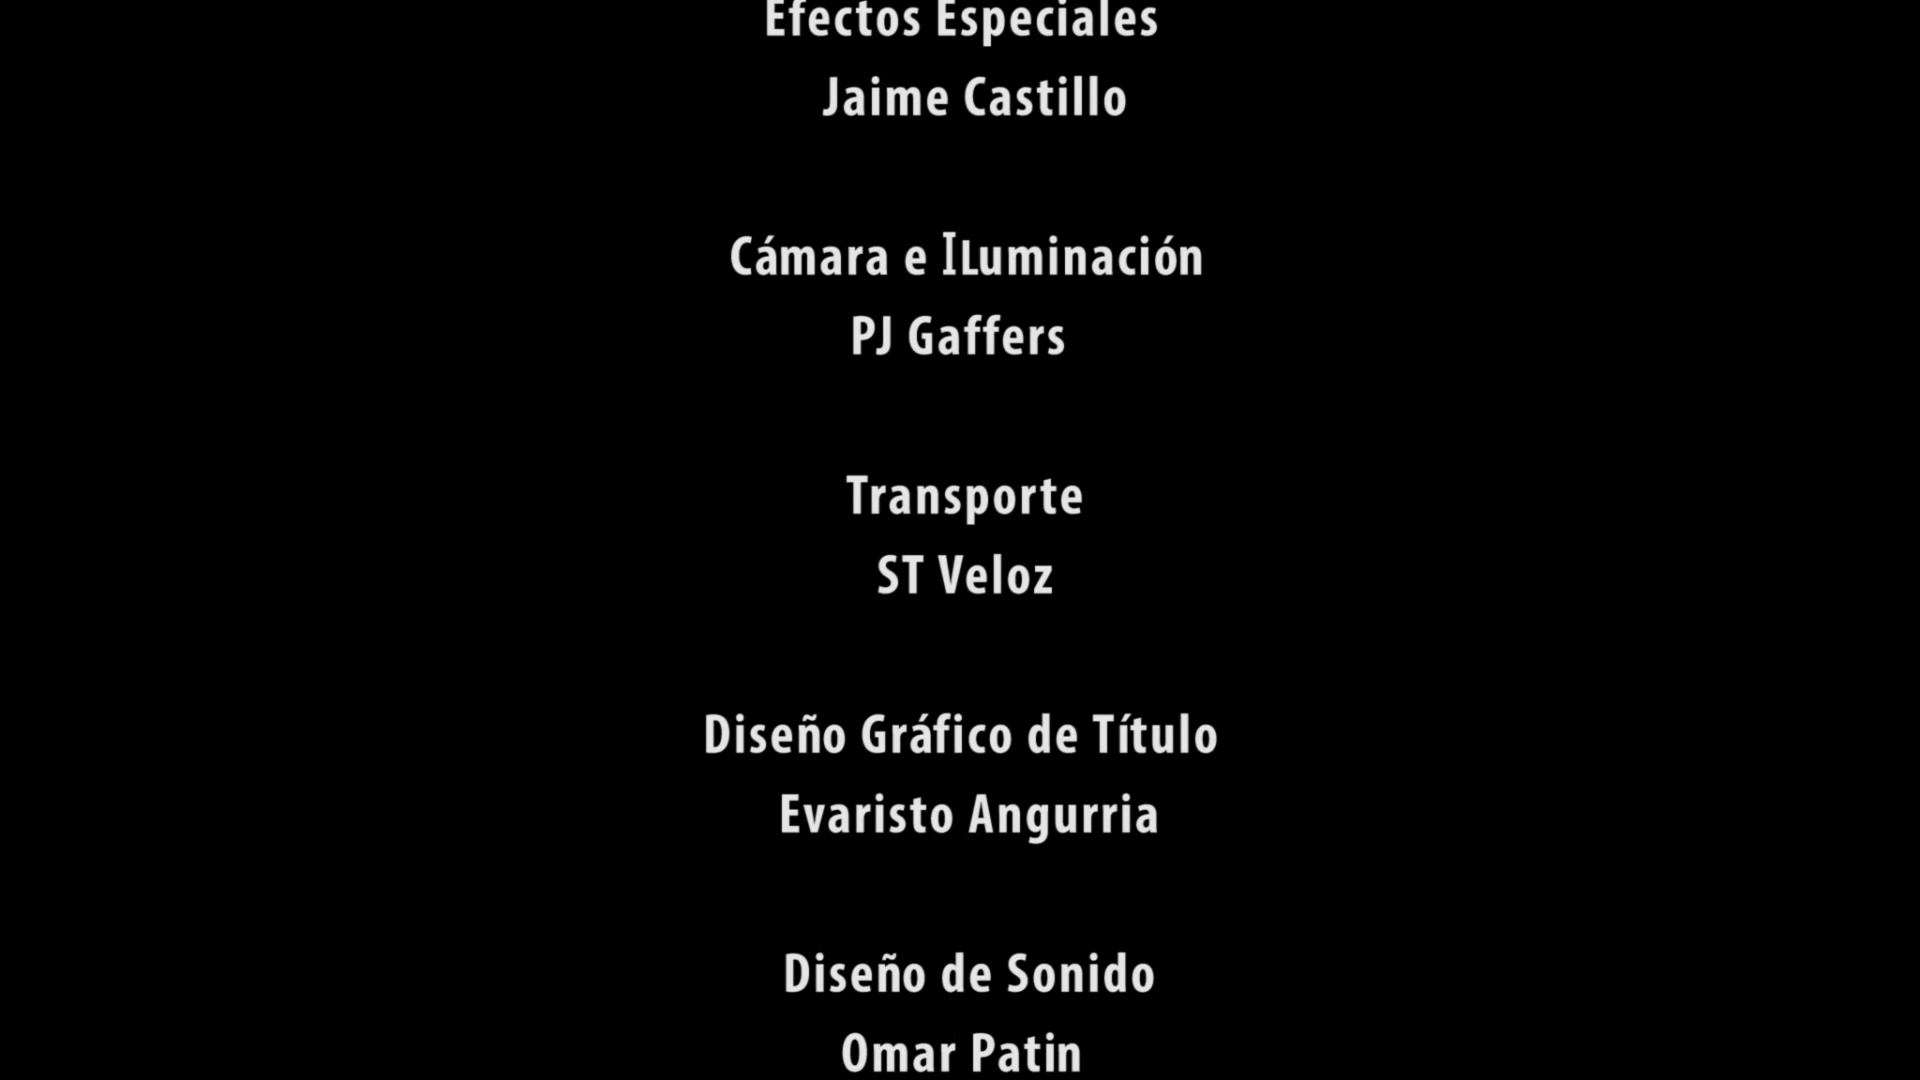 Efectos Especiales
Jaime Castillo
Cámara e ILuminación
PJ Gaffers
Transporte
ST Veloz
Diseño Gráfico de Título
Evaristo Angurria
Diseño de Sonido
Omar Patin